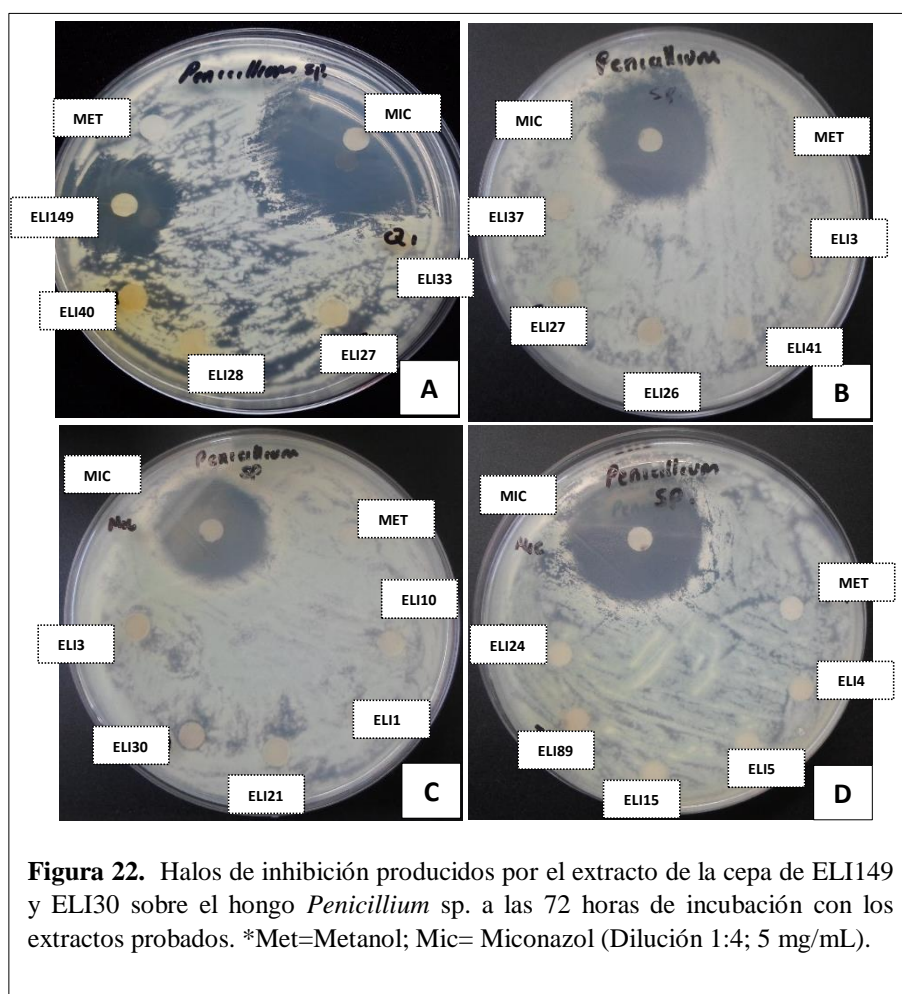 Penicillium sp.
MET
MIC
ELI149
C21
ELI33
ELI40
ELI27
ELI28
A
Penicillium
sp.
MIC
MET
ELI37
ELI3
ELI27
ELI41
ELI26
B
Penicillium
sp
MIC
MET
ELI10
ELI3
ELI1
ELI30
ELI21
C
Penicillium
sp.
MIC
MET
ELI24
ELI4
ELI89
ELI5
ELI15
D
Figura 22. Halos de inhibición producidos por el extracto de la cepa de ELI149
y ELI30 sobre el hongo Penicillium sp. a las 72 horas de incubación con los
extractos probados. *Met=Metanol; Mic= Miconazol (Dilución 1:4; 5 mg/mL).